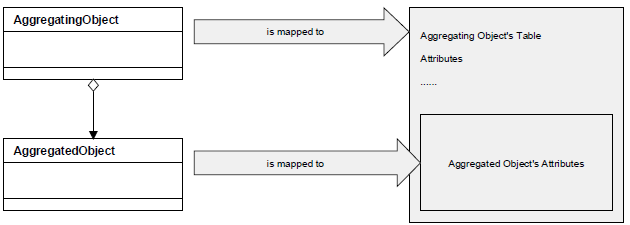 AggregatingObject
is mapped to
Aggregating Object's Table
Attributes
......
AggregatedObject
is mapped to
Aggregated Object's Attributes